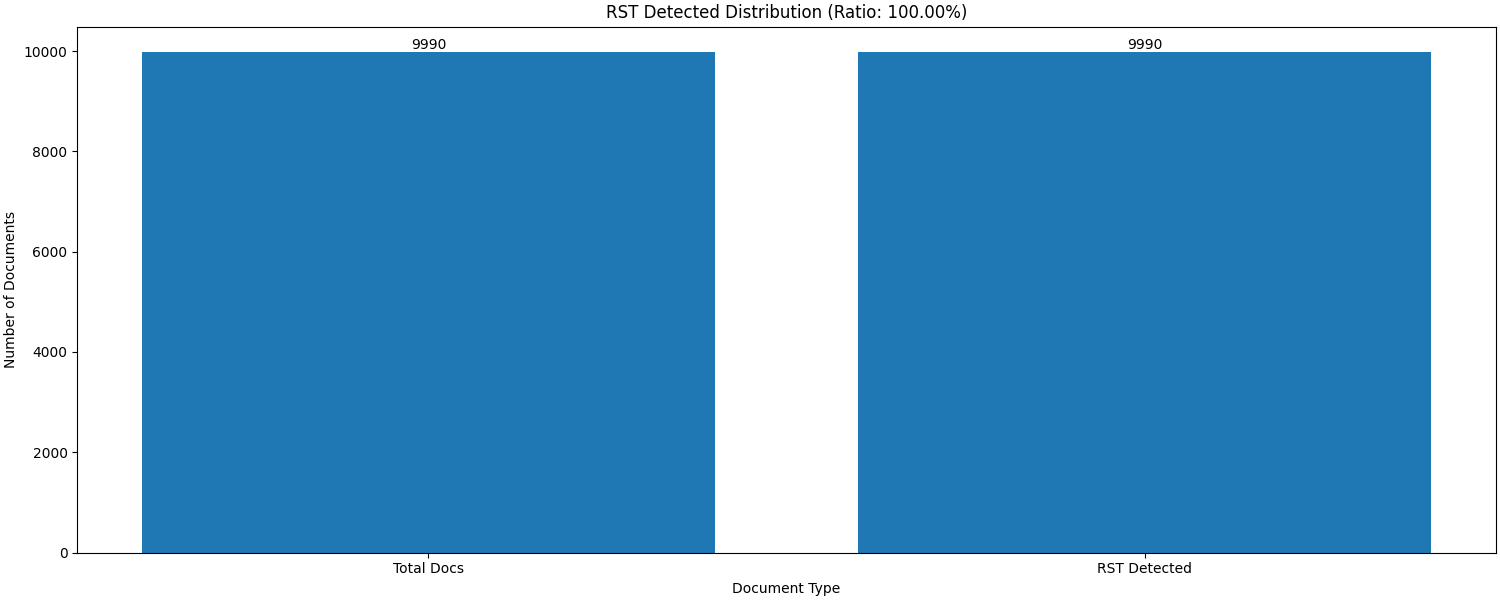 RST Detected Distribution (Ratio: 100.00%)
9990
9990
10000
8000
6000
4000
2000
0
Number of Documents
Total Docs
RST Detected
Document Type